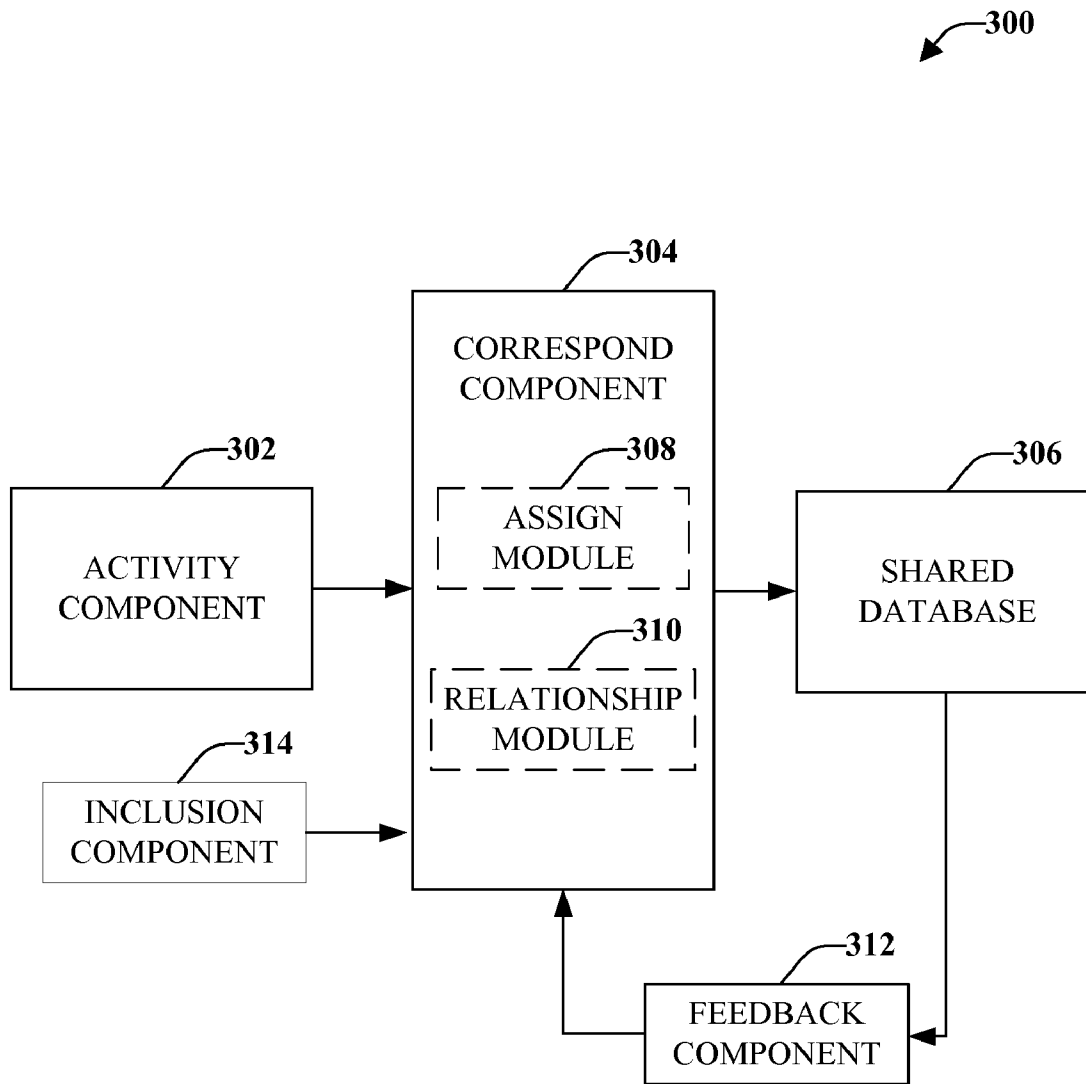 300
304
CORRESPOND
COMPONENT
302
308
306
ACTIVITY
COMPONENT
ASSIGN
MODULE
SHARED
DATABASE
310
RELATIONSHIP
MODULE
314
INCLUSION
COMPONENT
312
FEEDBACK
COMPONENT